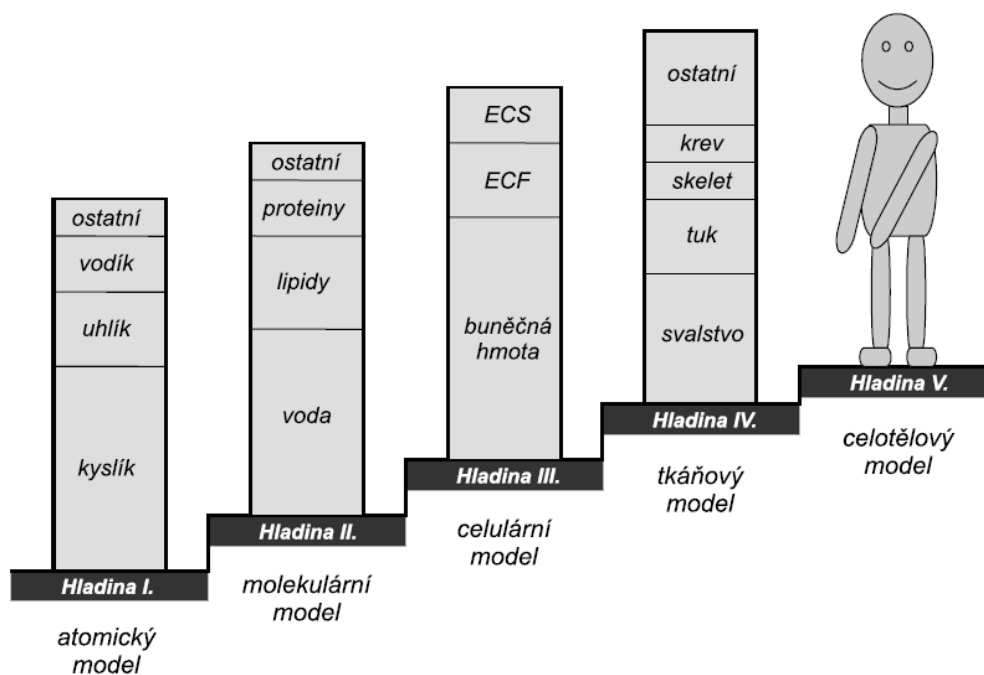 ostatní
vodík
uhlík
kyslík
Hladina I.
atomický
model
ostatní
proteiny
lipidy
voda
Hladina II.
molekulární
model
ECS
ECF
buněčná
hmota
Hladina III.
celulární
model
ostatní
krev
skelet
tuk
svalstvo
Hladina IV.
tkáňový
model
Hladina V.
celotělový
model